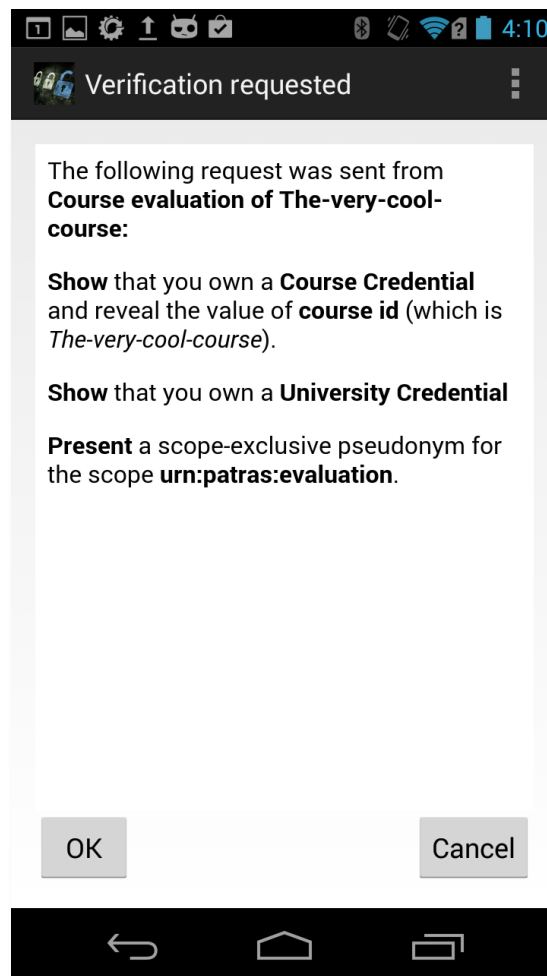 1
4:10
Verification requested
The following request was sent from
Course evaluation of The-very-cool-
course:
Show that you own a Course Credential
and reveal the value of course id (which is
The-very-cool-course).
Show that you own a University Credential
Present a scope-exclusive pseudonym for
the scope urn:patras:evaluation.
OK
Cancel